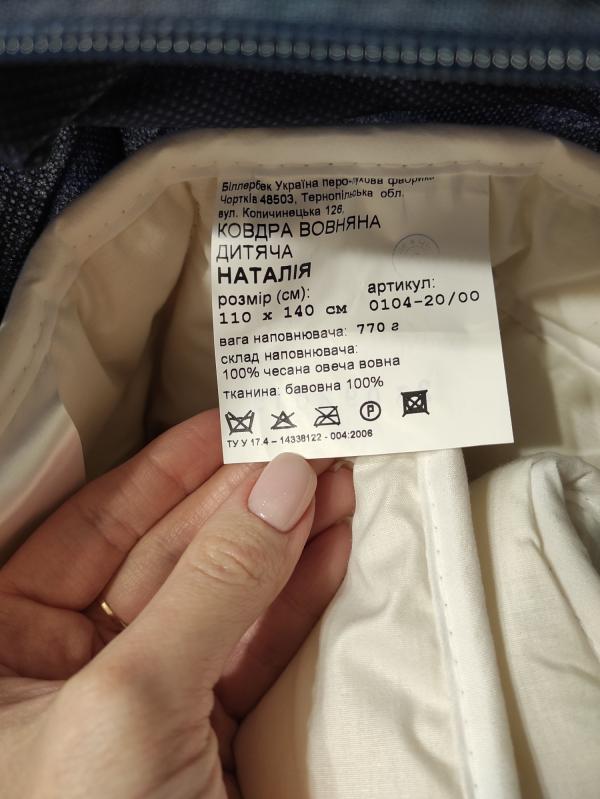 Біллербек Україна перо-пухова фабрика
Чортків 48503, Тернопільська обл.
вул. Копичинецька 126.
КОВДРА ВОВНЯНА
ДИТЯЧА
НАТАЛІЯ
розмір (см): артикул:
110 x 140 см 0104-20/00
вага наповнювача: 770 г
склад наповнювача:
100% чесана овеча вовна
тканина: бавовна 100%
P
ТУ У 17.4 – 14338122 - 004:2006